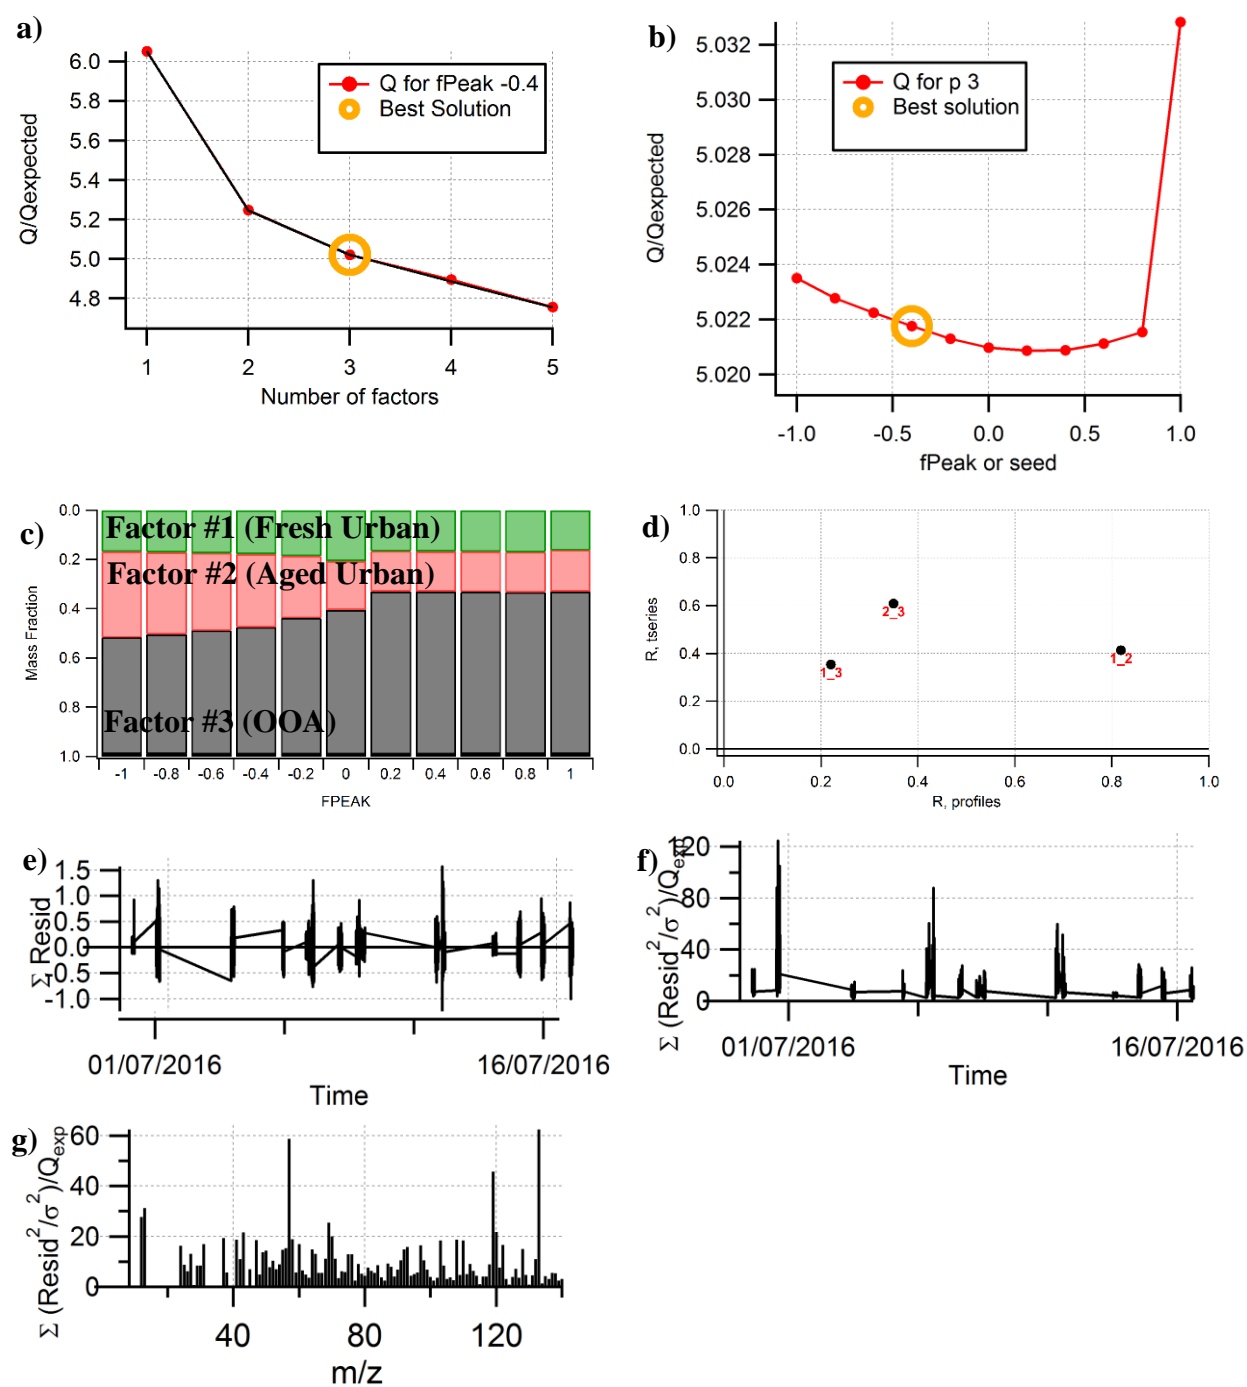 a)
6.0
5.8
5.6
5.4
5.2
5.0
4.8
Q/Qexpected
Q for fPeak -0.4
Best Solution
1 2 3 4 5
Number of factors
b)
5.032
5.030
5.028
5.026
5.024
5.022
5.020
Q/Qexpected
Q for p 3
Best solution
-1.0 -0.5 0.0 0.5 1.0
fPeak or seed
c)
0.0
0.2
0.4
0.6
0.8
1.0
Mass Fraction
Factor #1 (Fresh Urban)
Factor #2 (Aged Urban)
Factor #3 (OOA)
-1 -0.8 -0.6 -0.4 -0.2 0 0.2 0.4 0.6 0.8 1
FPEAK
d)
1.0
0.8
0.6
0.4
0.2
0.0
R, tseries
2_3
1_3
1_2
0.0 0.2 0.4 0.6 0.8 1.0
R, profiles
e)
1.5
1.0
0.5
0.0
-0.5
-1.0
Σ Resid
01/07/2016 16/07/2016
Time
f)
120
80
40
0
Σ (Resid²/σ²)/Qexp
01/07/2016 16/07/2016
Time
g)
60
40
20
0
Σ (Resid²/σ²)/Qexp
40 80 120
m/z